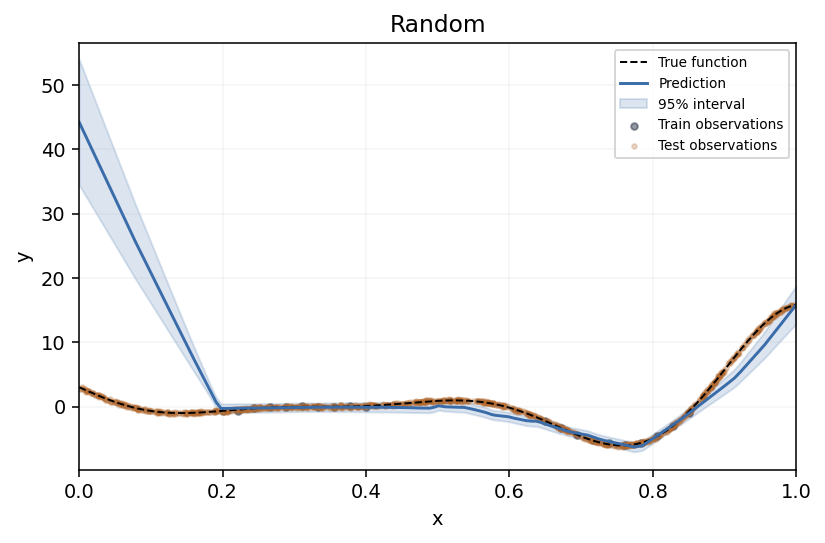 Random
True function
Prediction
95% interval
Train observations
Test observations
50
40
30
20
10
0
y
0.0 0.2 0.4 0.6 0.8 1.0
x